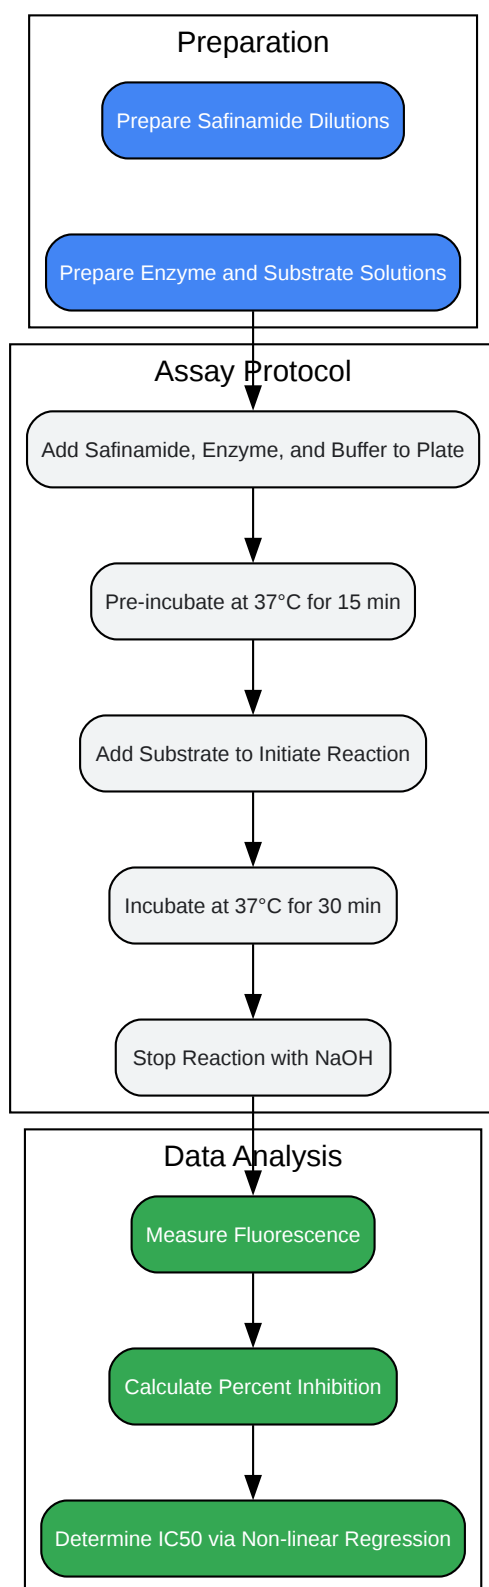 Preparation
Prepare Safinamide Dilutions
Prepare Enzyme and Substrate Solutions
Assay Protocol
Add Safinamide, Enzyme, and Buffer to Plate
Pre-incubate at 37°C for 15 min
Add Substrate to Initiate Reaction
Incubate at 37°C for 30 min
Stop Reaction with NaOH
Data Analysis
Measure Fluorescence
Calculate Percent Inhibition
Determine IC50 via Non-linear Regression